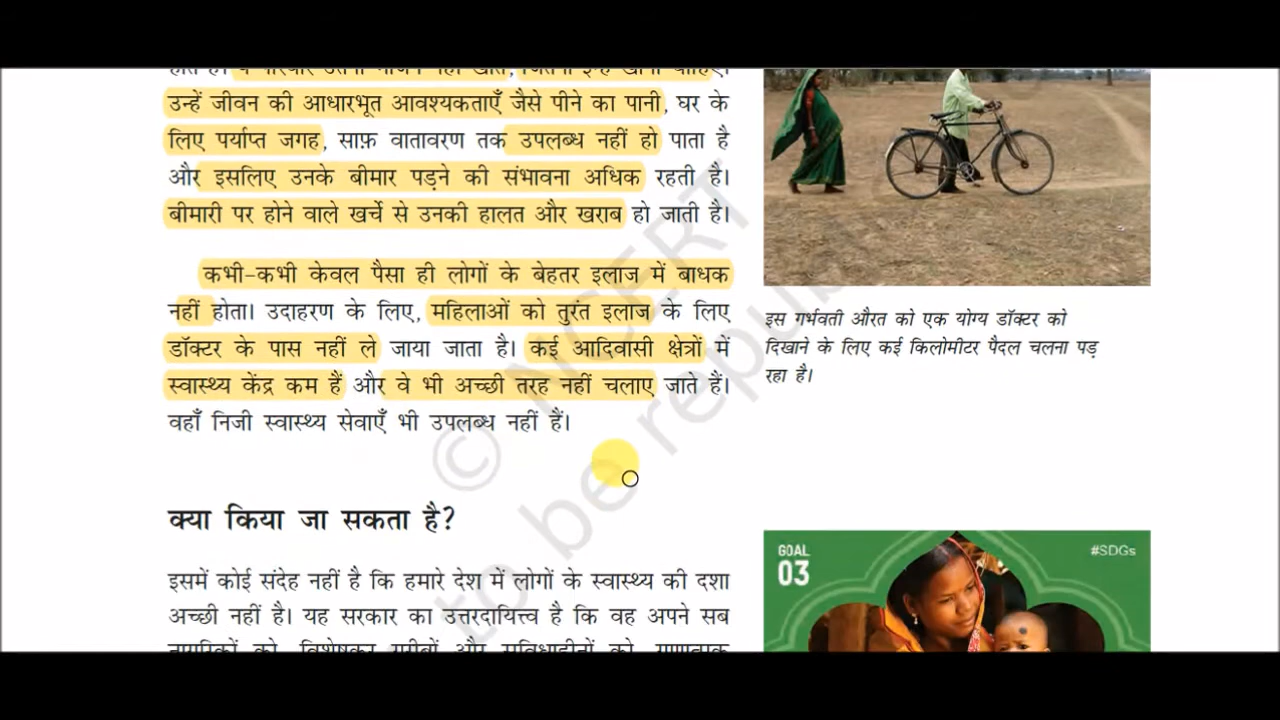 उन्हें जीवन की आधारभूत आवश्यकताएँ जैसे पीने का पानी, घर के
लिए पर्याप्त जगह, साफ़ वातावरण तक उपलब्ध नहीं हो पाता है
और इसलिए उनके बीमार पड़ने की संभावना अधिक रहती है।
बीमारी पर होने वाले खर्चे से उनकी हालत और खराब हो जाती है।
कभी-कभी केवल पैसा ही लोगों के बेहतर इलाज में बाधक
नहीं होता। उदाहरण के लिए, महिलाओं को तुरंत इलाज के लिए
डॉक्टर के पास नहीं ले जाया जाता है। कई आदिवासी क्षेत्रों में
स्वास्थ्य केंद्र कम हैं और वे भी अच्छी तरह नहीं चलाए जाते हैं।
वहाँ निजी स्वास्थ्य सेवाएँ भी उपलब्ध नहीं हैं।
क्या किया जा सकता है?
इसमें कोई संदेह नहीं है कि हमारे देश में लोगों के स्वास्थ्य की दशा
अच्छी नहीं है। यह सरकार का उत्तरदायित्त्व है कि वह अपने सब
इस गर्भवती औरत को एक योग्य डॉक्टर को
दिखाने के लिए कई किलोमीटर पैदल चलना पड़
रहा है।
GOAL
03
#SDGs
© NCERT
to be republ